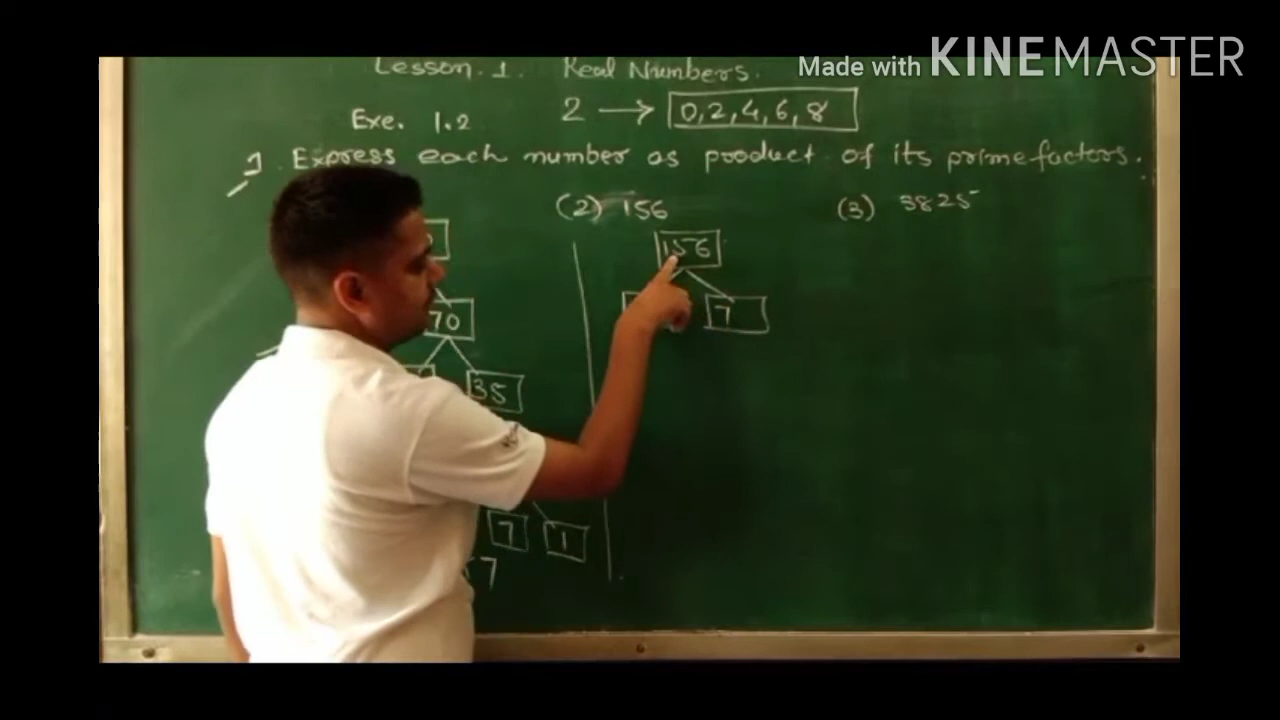 Made with KINEMASTER
Lesson. 1. Real Numbers.
Exe. 1.2 2 → 0,2,4,6,8
1 Express each number as product of its prime factors.
(2) 156 (3) 3825
156
70 7
35
7 1
7